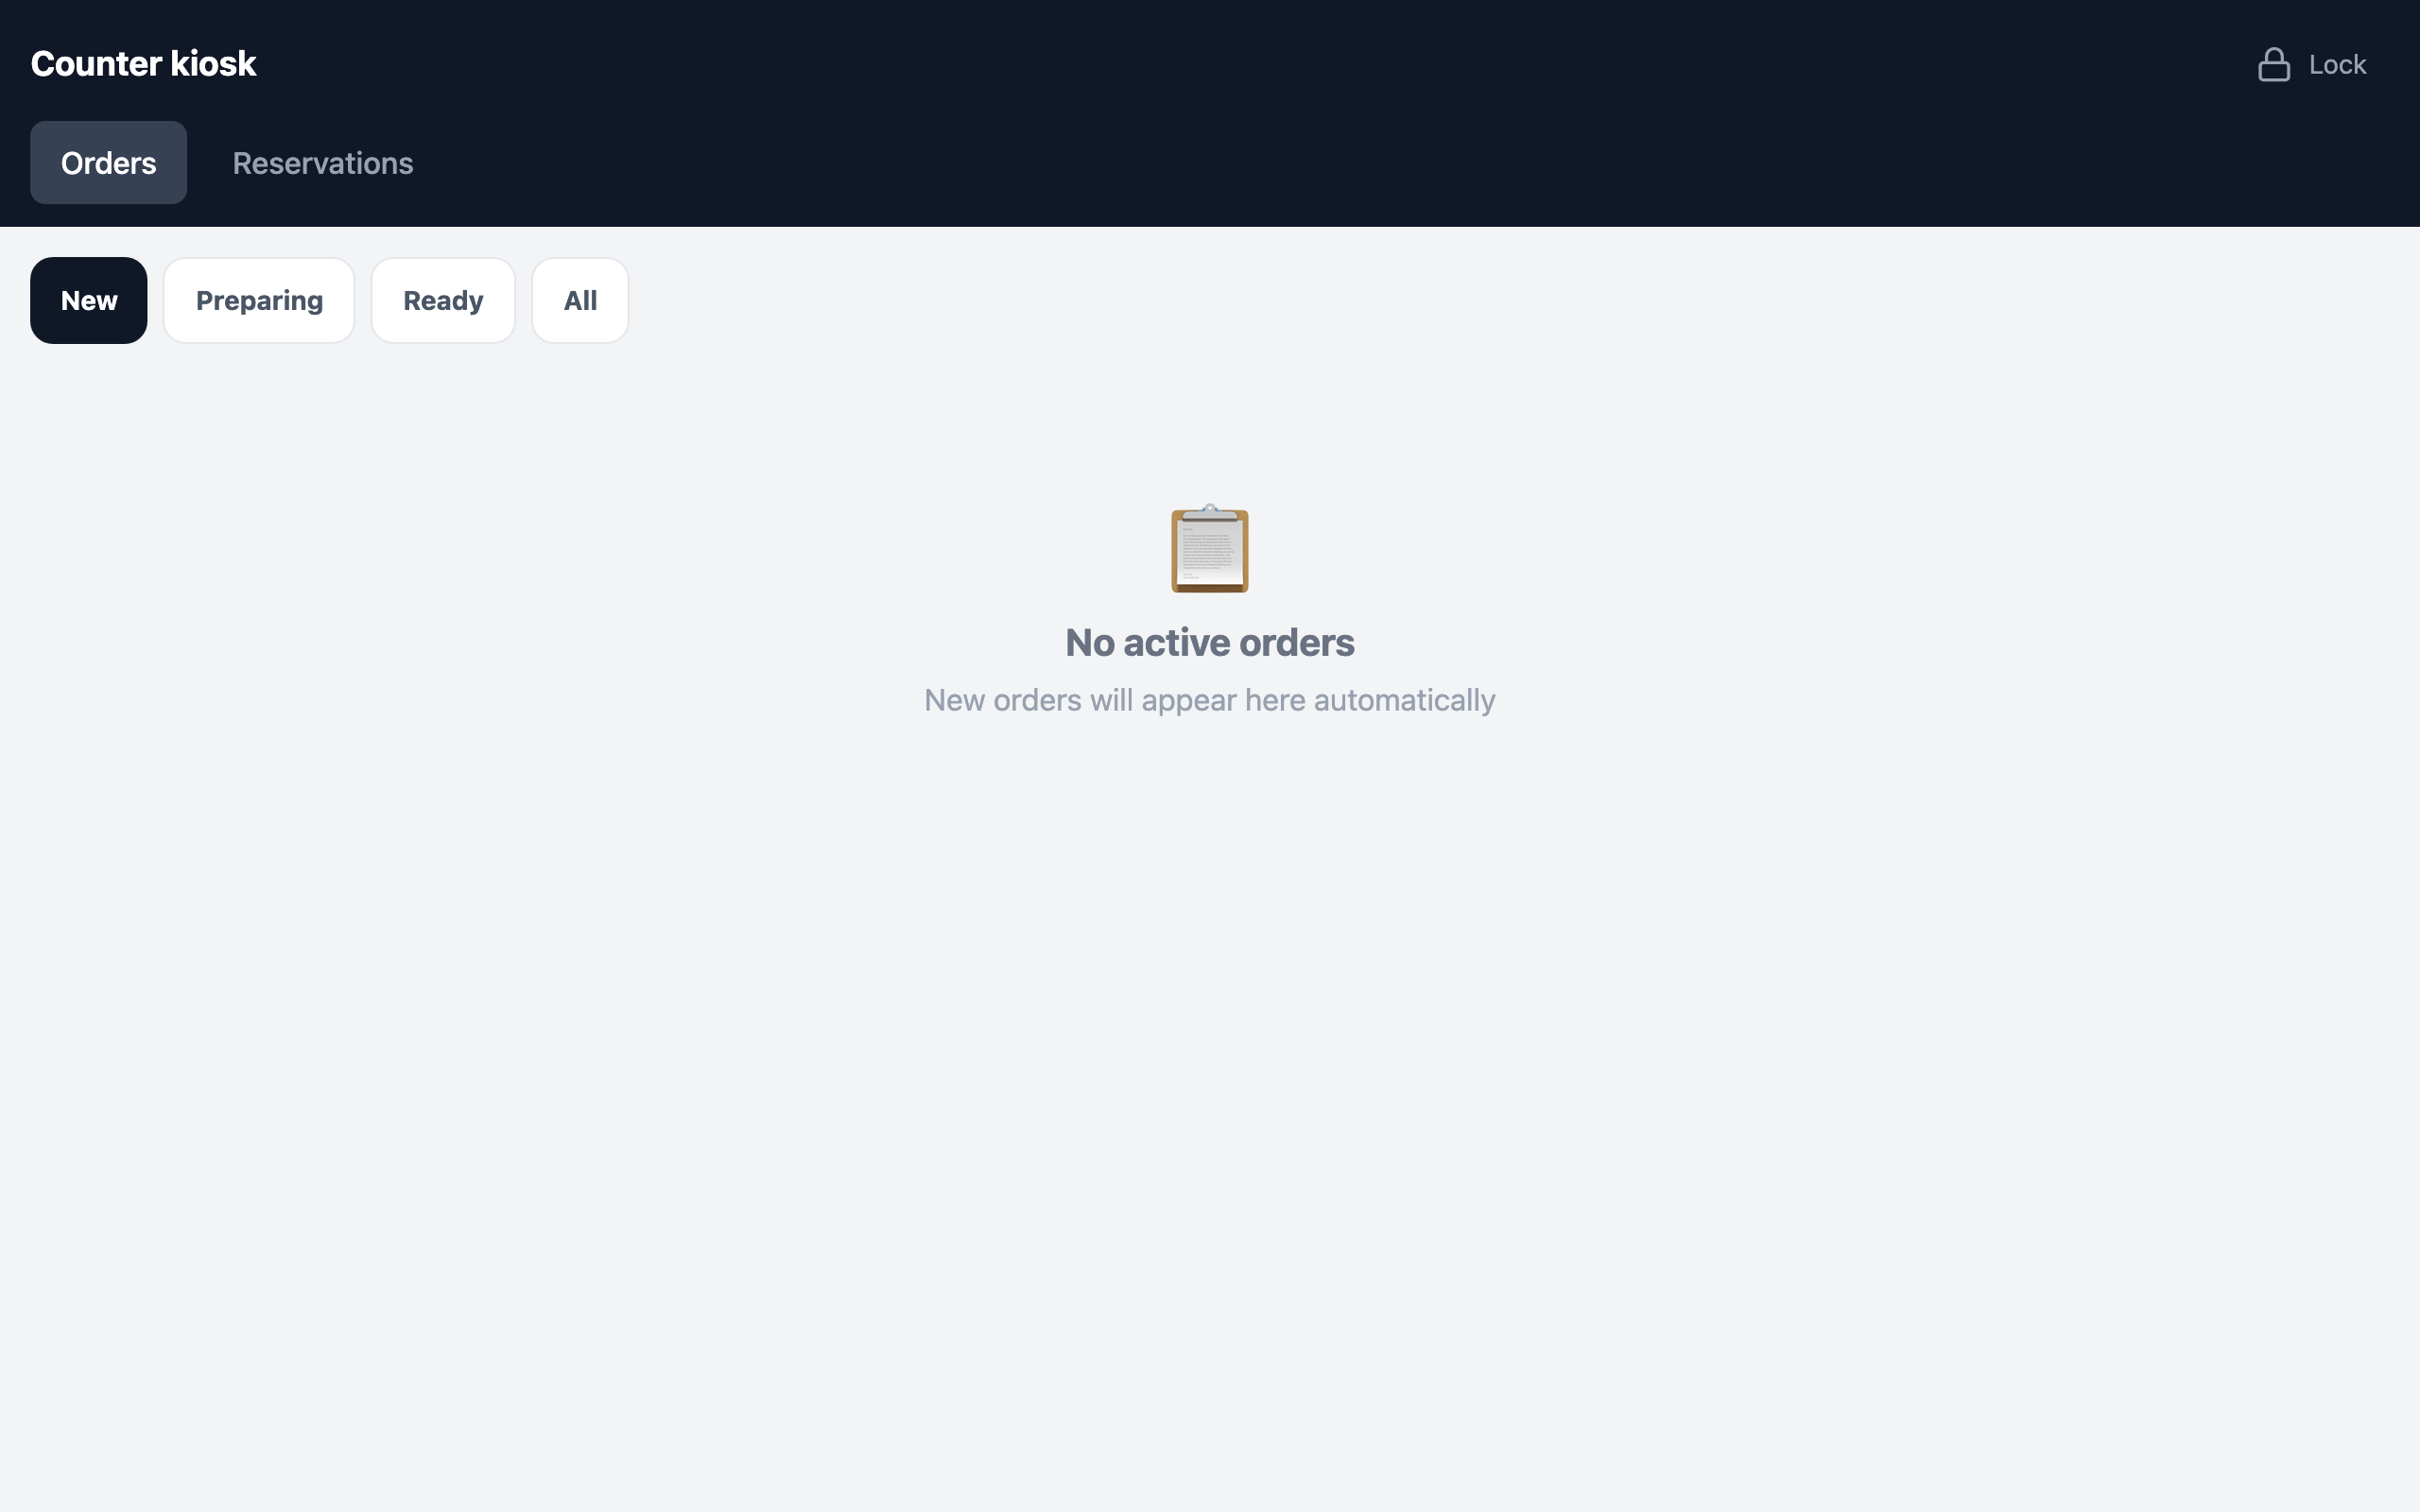 Counter kiosk
Lock
Orders
Reservations
New
Preparing
Ready
All
No active orders
New orders will appear here automatically